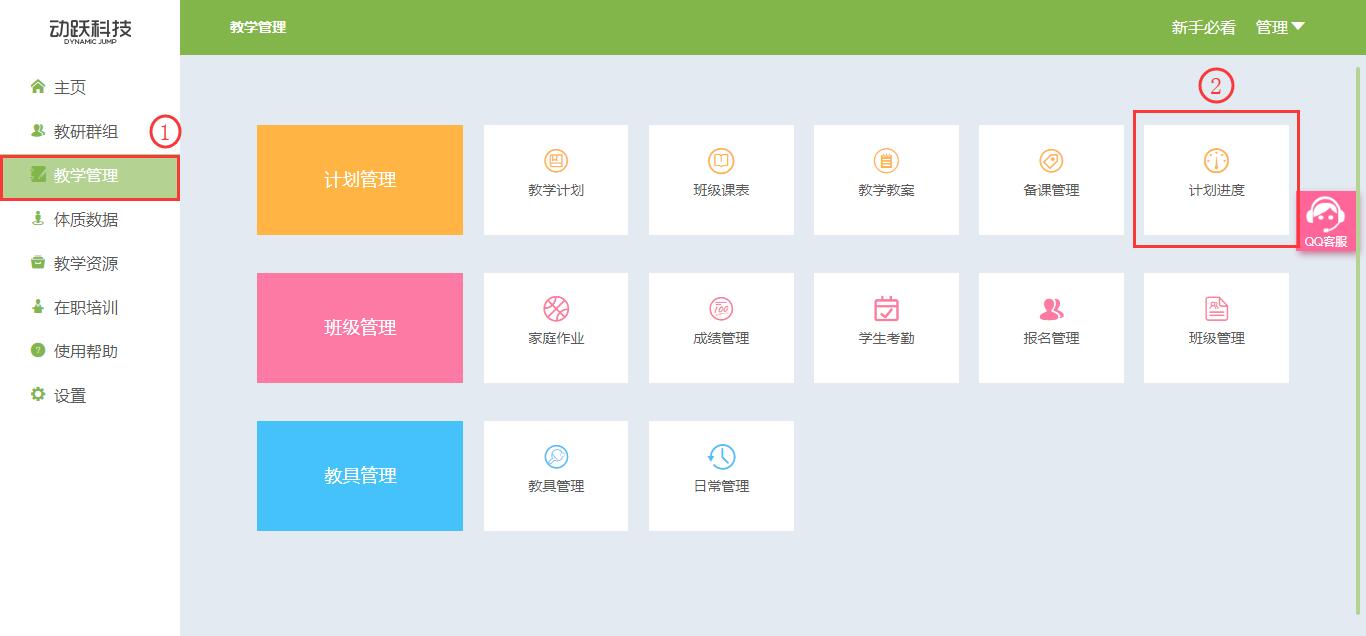 动跃科技
DYNAMIC JUMP
教学管理
新手必看 管理
主页
教研群组
①
教学管理
体质数据
教学资源
在职培训
使用帮助
设置
②
计划管理
教学计划
班级课表
教学教案
备课管理
计划进度
QQ客服
班级管理
家庭作业
100
成绩管理
学生考勤
报名管理
班级管理
教具管理
教具管理
日常管理